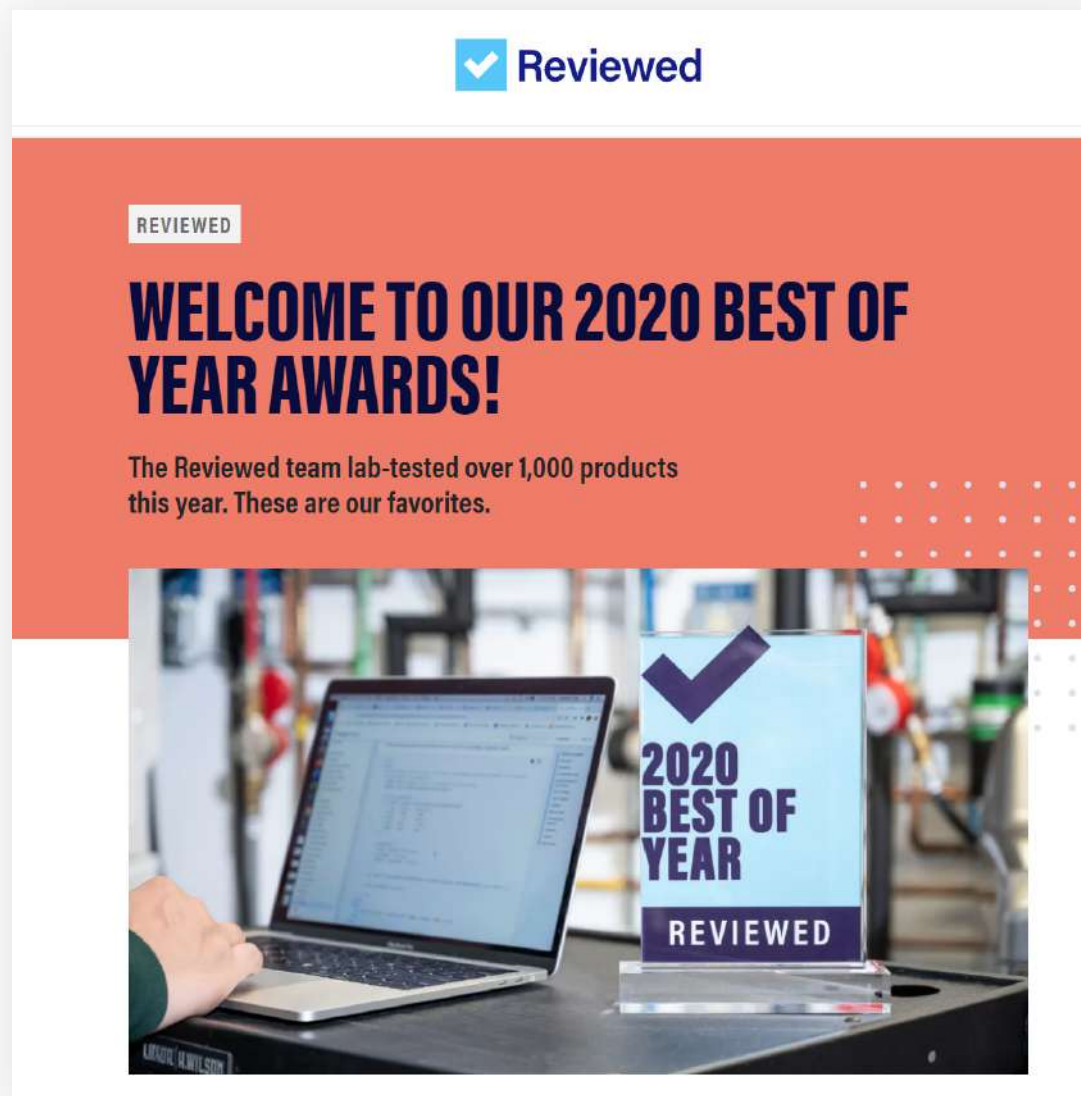 Reviewed
REVIEWED
WELCOME TO OUR 2020 BEST OF
YEAR AWARDS!
The Reviewed team lab-tested over 1,000 products
this year. These are our favorites.
2020
BEST OF
YEAR
REVIEWED